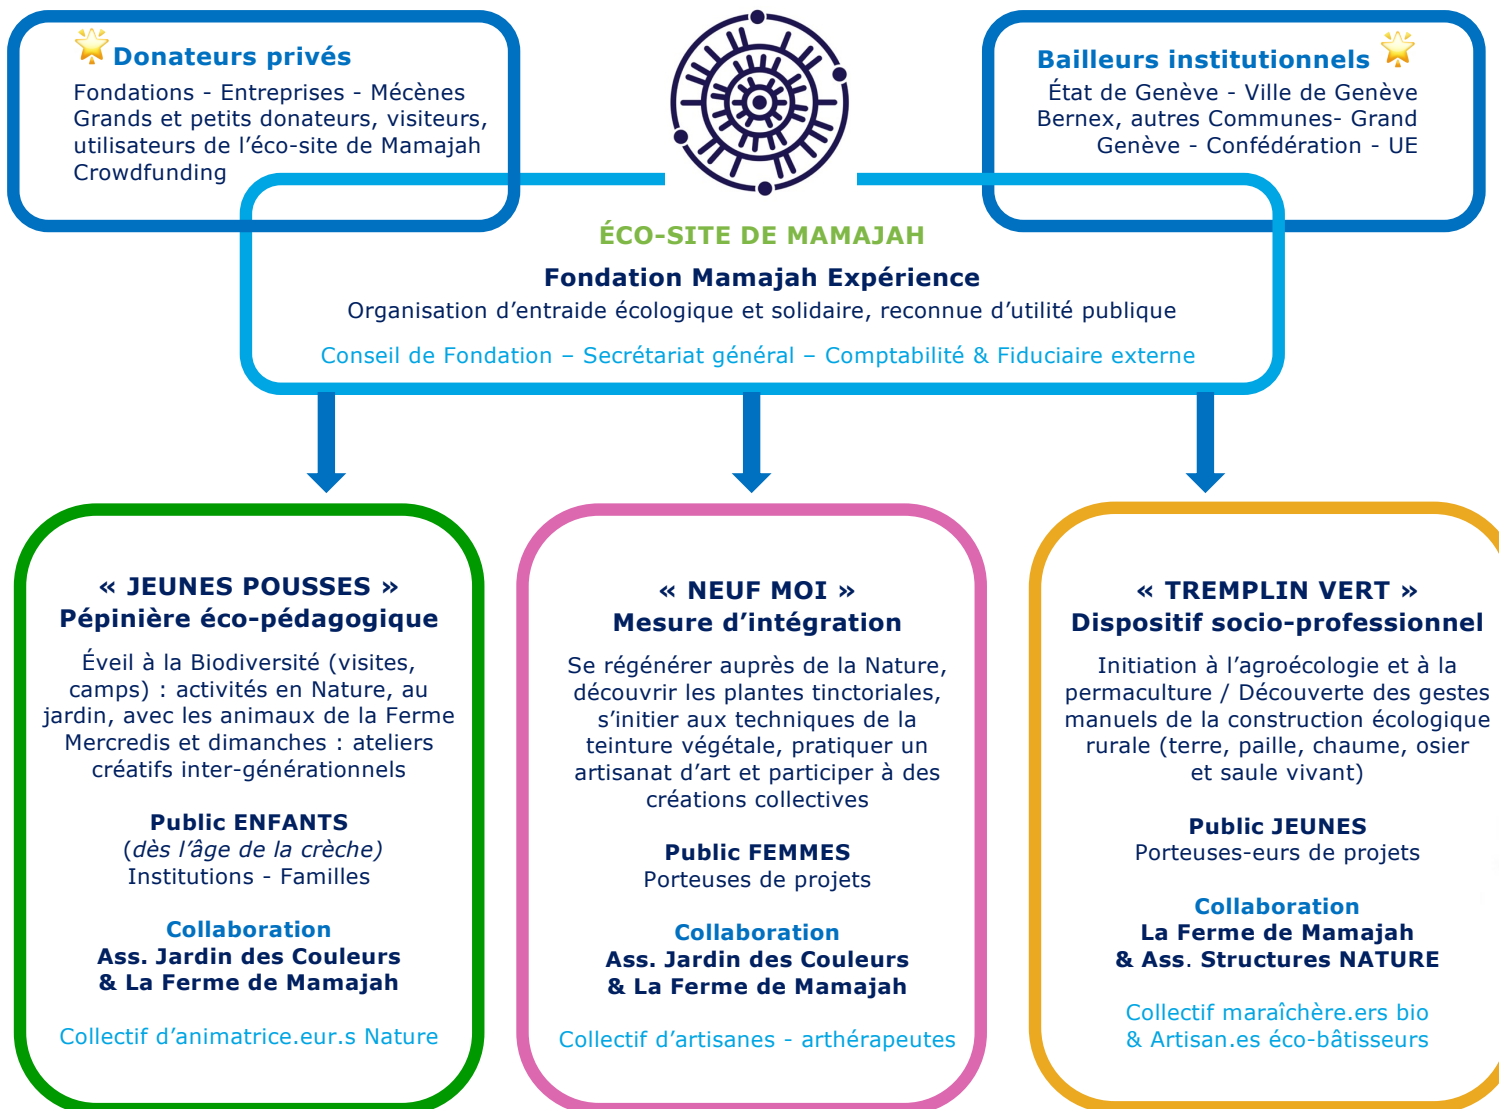 Donateurs privés
Fondations - Entreprises - Mécènes
Grands et petits donateurs, visiteurs,
utilisateurs de l’éco-site de Mamajah
Crowdfunding
Bailleurs institutionnels
État de Genève - Ville de Genève
Bernex, autres Communes- Grand
Genève - Confédération - UE
ÉCO-SITE DE MAMAJAH
Fondation Mamajah Expérience
Organisation d’entraide écologique et solidaire, reconnue d’utilité publique
Conseil de Fondation – Secrétariat général – Comptabilité & Fiduciaire externe
« JEUNES POUSSES »
Pépinière éco-pédagogique
Éveil à la Biodiversité (visites,
camps) : activités en Nature, au
jardin, avec les animaux de la Ferme
Mercredis et dimanches : ateliers
créatifs inter-générationnels
Public ENFANTS
(dès l’âge de la crèche)
Institutions - Familles
Collaboration
Ass. Jardin des Couleurs
& La Ferme de Mamajah
Collectif d’animatrice.eur.s Nature
« NEUF MOI »
Mesure d’intégration
Se régénérer auprès de la Nature,
découvrir les plantes tinctoriales,
s’initier aux techniques de la
teinture végétale, pratiquer un
artisanat d’art et participer à des
créations collectives
Public FEMMES
Porteuses de projets
Collaboration
Ass. Jardin des Couleurs
& La Ferme de Mamajah
Collectif d’artisanes - arthérapeutes
« TREMPLIN VERT »
Dispositif socio-professionnel
Initiation à l’agroécologie et à la
permaculture / Découverte des gestes
manuels de la construction écologique
rurale (terre, paille, chaume, osier
et saule vivant)
Public JEUNES
Porteuses-eurs de projets
Collaboration
La Ferme de Mamajah
& Ass. Structures NATURE
Collectif maraîchère.ers bio
& Artisan.es éco-bâtisseurs